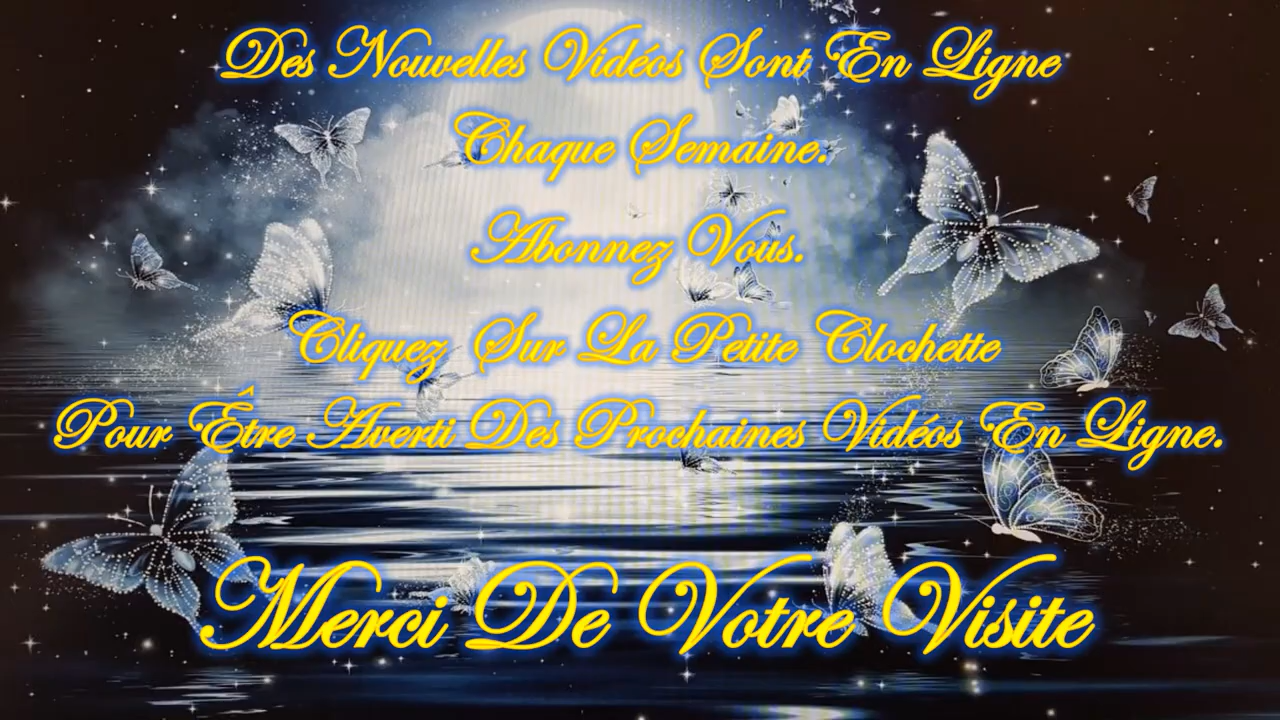 Des Nouvelles Vidéos Sont En Ligne
Chaque Semaine.
Abonnez Vous.
Cliquez Sur La Petite Clochette
Pour Être Averti Des Prochaines Vidéos En Ligne.
Merci De Votre Visite